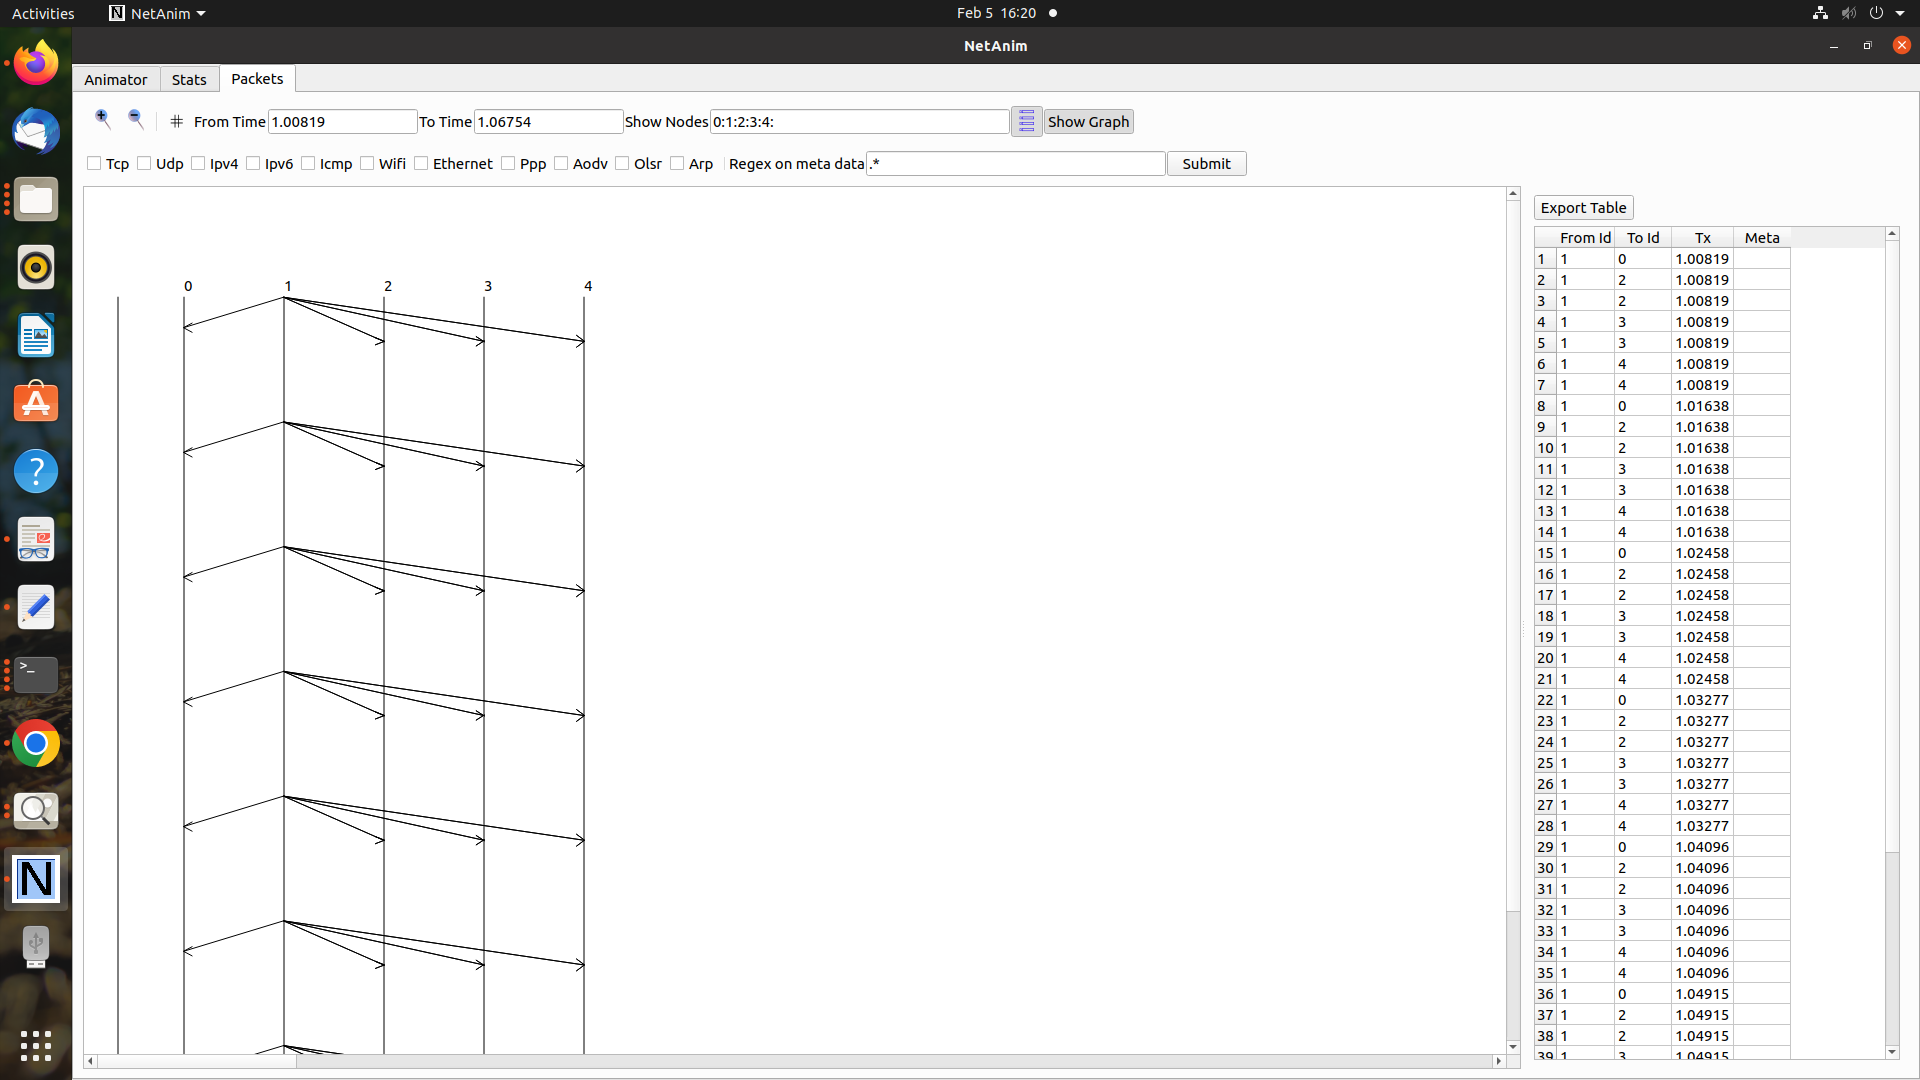 Activities NetAnim Feb 5 16:20
NetAnim
Animator Stats Packets
From Time 1.00819 To Time 1.06754 Show Nodes 0:1:2:3:4: Show Graph
Tcp Udp Ipv4 Ipv6 Icmp Wifi Ethernet Ppp Aodv Olsr Arp Regex on meta data .* Submit
0 1 2 3 4
Export Table
From Id To Id Tx Meta
1 1 0 1.00819
2 1 2 1.00819
3 1 2 1.00819
4 1 3 1.00819
5 1 3 1.00819
6 1 4 1.00819
7 1 4 1.00819
8 1 0 1.01638
9 1 2 1.01638
10 1 2 1.01638
11 1 3 1.01638
12 1 3 1.01638
13 1 4 1.01638
14 1 4 1.01638
15 1 0 1.02458
16 1 2 1.02458
17 1 2 1.02458
18 1 3 1.02458
19 1 3 1.02458
20 1 4 1.02458
21 1 4 1.02458
22 1 0 1.03277
23 1 2 1.03277
24 1 2 1.03277
25 1 3 1.03277
26 1 3 1.03277
27 1 4 1.03277
28 1 4 1.03277
29 1 0 1.04096
30 1 2 1.04096
31 1 2 1.04096
32 1 3 1.04096
33 1 3 1.04096
34 1 4 1.04096
35 1 4 1.04096
36 1 0 1.04915
37 1 2 1.04915
38 1 2 1.04915
39 1 3 1.04915